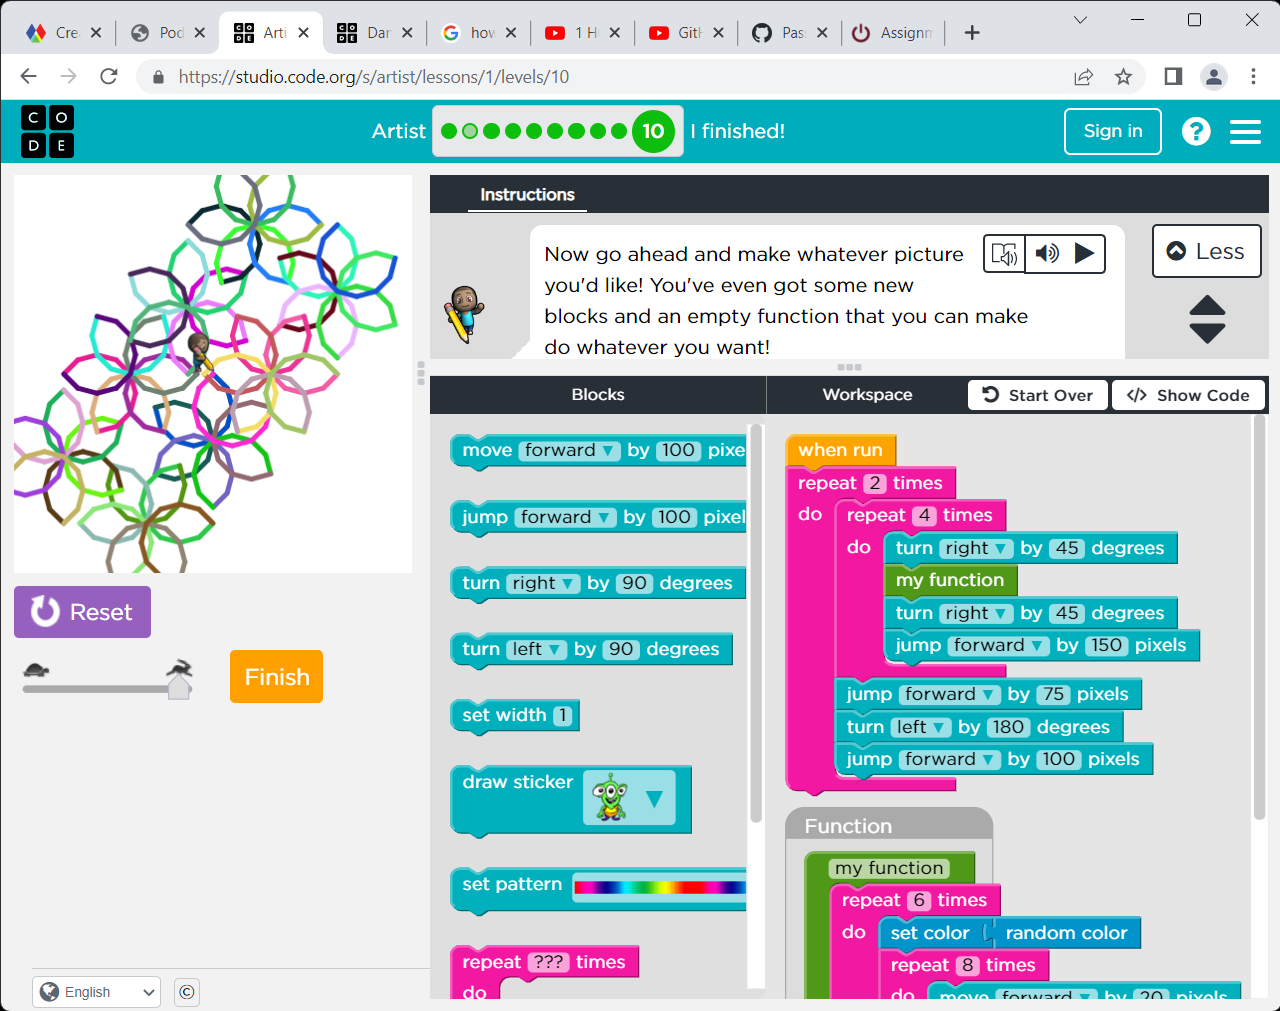 Cre
Pod
Arti
Dar
how
1 H
Git
Pas
Assignm
https://studio.code.org/s/artist/lessons/1/levels/10
C O
D E
Artist
10
I finished!
Sign in
?
Instructions
Now go ahead and make whatever picture
you'd like! You've even got some new
blocks and an empty function that you can make
do whatever you want!
Less
Blocks
Workspace
Start Over
</> Show Code
move forward by 100 pixe
jump forward by 100 pixel
turn right by 90 degrees
turn left by 90 degrees
set width 1
draw sticker
set pattern
repeat ??? times
do
when run
repeat 2 times
do
repeat 4 times
do
turn right by 45 degrees
my function
turn right by 45 degrees
jump forward by 150 pixels
jump forward by 75 pixels
turn left by 180 degrees
jump forward by 100 pixels
Function
my function
repeat 6 times
do
set color random color
repeat 8 times
do
move forward by 20 pixels
Reset
Finish
English
©